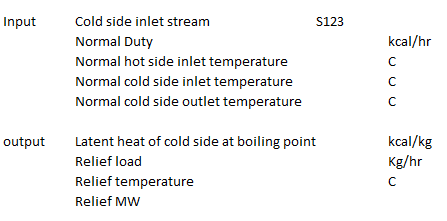 Input Cold side inlet stream S123
Normal Duty kcal/hr
Normal hot side inlet temperature C
Normal cold side inlet temperature C
Normal cold side outlet temperature C
output Latent heat of cold side at boiling point kcal/kg
Relief load Kg/hr
Relief temperature C
Relief MW